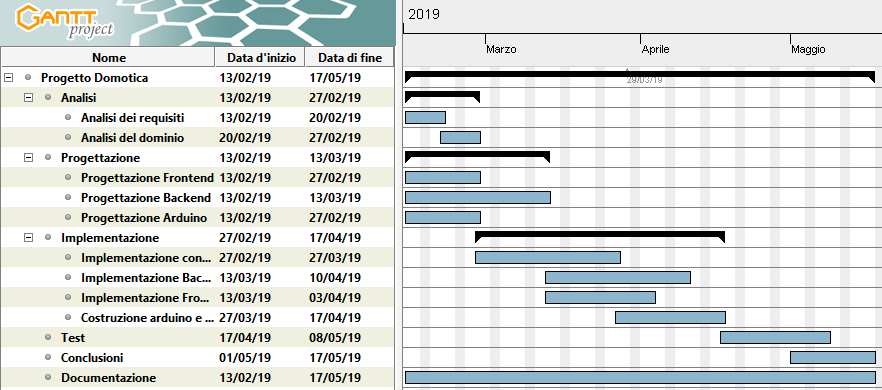 GANTT
project
2019
Nome Data d'inizio Data di fine
Marzo Aprile Maggio
Progetto Domotica 13/02/19 17/05/19
29/03/19
Analisi 13/02/19 27/02/19
Analisi dei requisiti 13/02/19 20/02/19
Analisi del dominio 20/02/19 27/02/19
Progettazione 13/02/19 13/03/19
Progettazione Frontend 13/02/19 27/02/19
Progettazione Backend 13/02/19 13/03/19
Progettazione Arduino 13/02/19 27/02/19
Implementazione 27/02/19 17/04/19
Implementazione con... 27/02/19 27/03/19
Implementazione Bac... 13/03/19 10/04/19
Implementazione Fro... 13/03/19 03/04/19
Costruzione arduino e ... 27/03/19 17/04/19
Test 17/04/19 08/05/19
Conclusioni 01/05/19 17/05/19
Documentazione 13/02/19 17/05/19